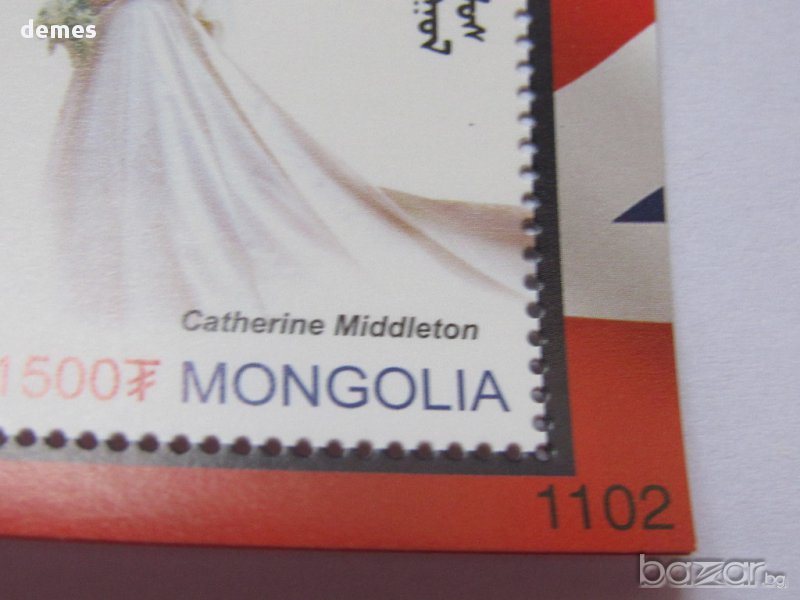 demes
Catherine Middleton
1500₮ MONGOLIA
1102
bazar.bg